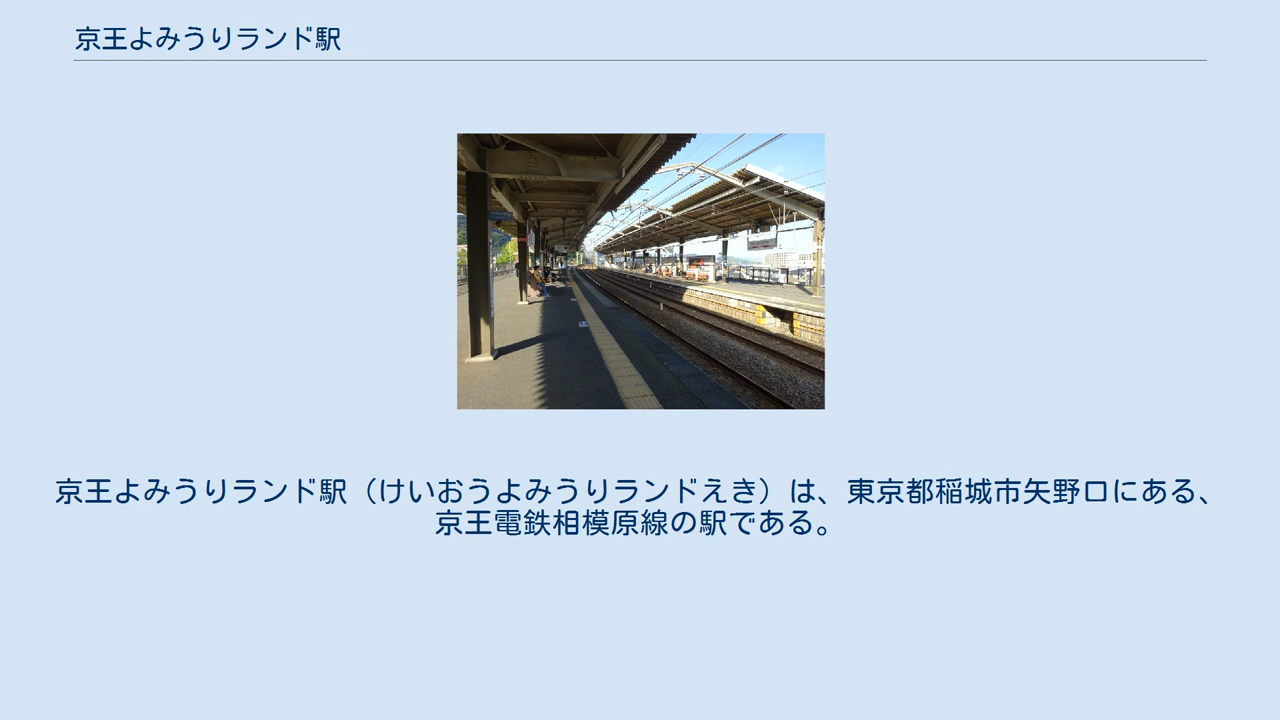 京王よみうりランド駅
京王よみうりランド駅（けいおうよみうりランドえき）は、東京都稲城市矢野口にある、
京王電鉄相模原線の駅である。